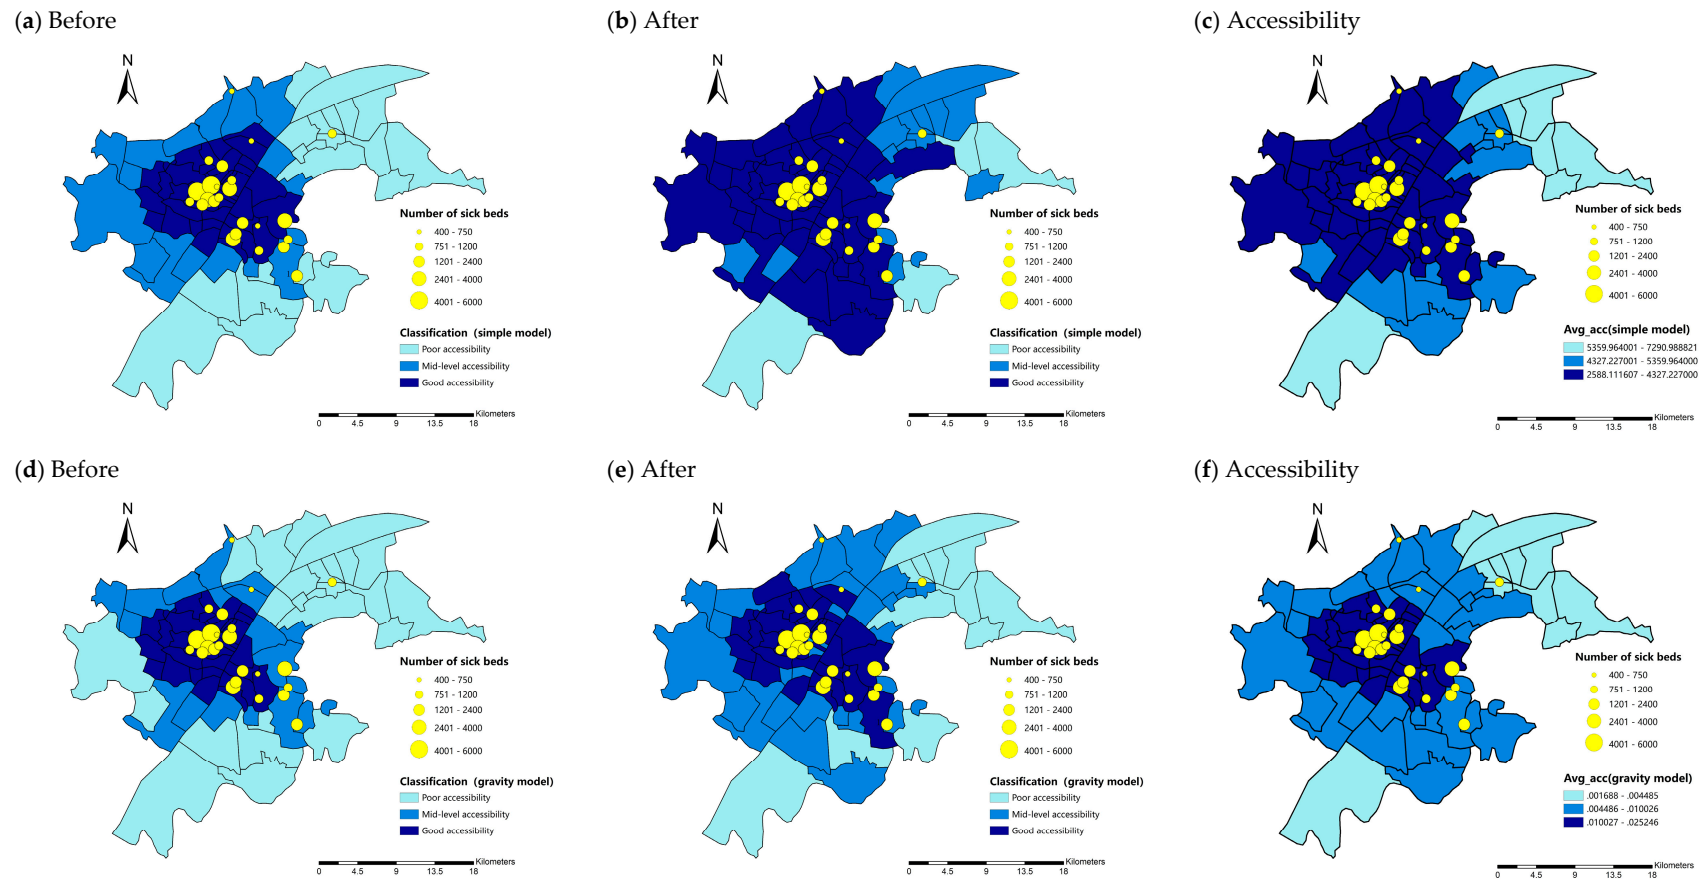 (a) Before
N
Number of sick beds
400 - 750
751 - 1200
1201 - 2400
2401 - 4000
4001 - 6000
Classification (simple model)
Poor accessibility
Mid-level accessibility
Good accessibility
Kilometers
0 4.5 9 13.5 18
(b) After
N
Number of sick beds
400 - 750
751 - 1200
1201 - 2400
2401 - 4000
4001 - 6000
Classification (simple model)
Poor accessibility
Mid-level accessibility
Good accessibility
Kilometers
0 4.5 9 13.5 18
(c) Accessibility
N
Number of sick beds
400 - 750
751 - 1200
1201 - 2400
2401 - 4000
4001 - 6000
Avg_acc(simple model)
5359.964001 - 7290.988821
4327.227001 - 5359.964000
2588.111607 - 4327.227000
Kilometers
0 4.5 9 13.5 18
(d) Before
N
Number of sick beds
400 - 750
751 - 1200
1201 - 2400
2401 - 4000
4001 - 6000
Classification (gravity model)
Poor accessibility
Mid-level accessibility
Good accessibility
Kilometers
0 4.5 9 13.5 18
(e) After
N
Number of sick beds
400 - 750
751 - 1200
1201 - 2400
2401 - 4000
4001 - 6000
Classification (gravity model)
Poor accessibility
Mid-level accessibility
Good accessibility
Kilometers
0 4.5 9 13.5 18
(f) Accessibility
N
Number of sick beds
400 - 750
751 - 1200
1201 - 2400
2401 - 4000
4001 - 6000
Avg_acc(gravity model)
.001688 - .004485
.004486 - .010026
.010027 - .025246
Kilometers
0 4.5 9 13.5 18